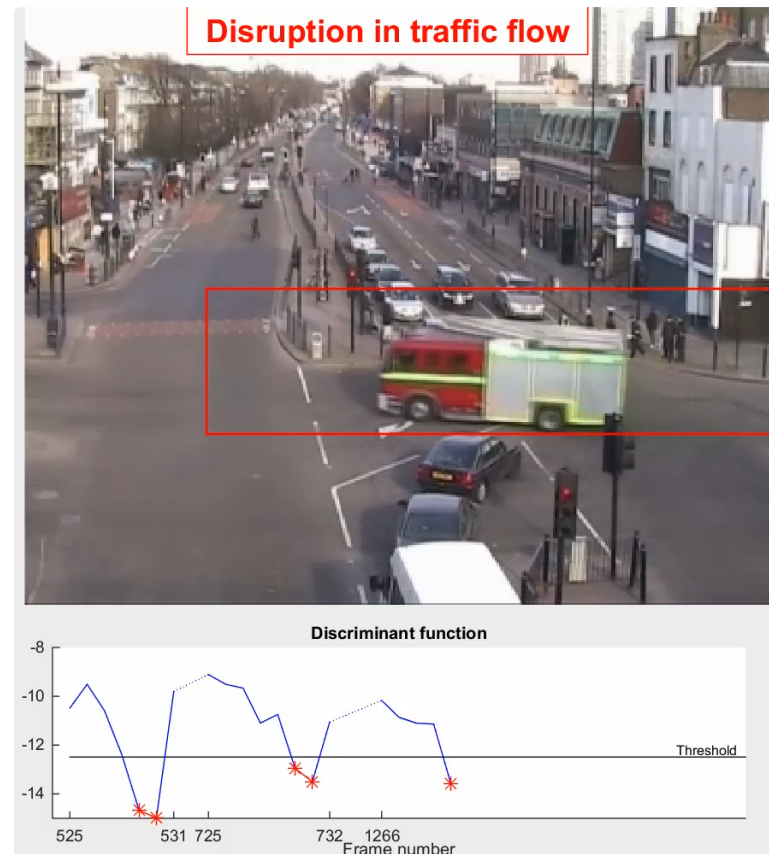 Disruption in traffic flow
Discriminant function
-8
-10
-12
-14
Threshold
525 531 725 732 1266
Frame number